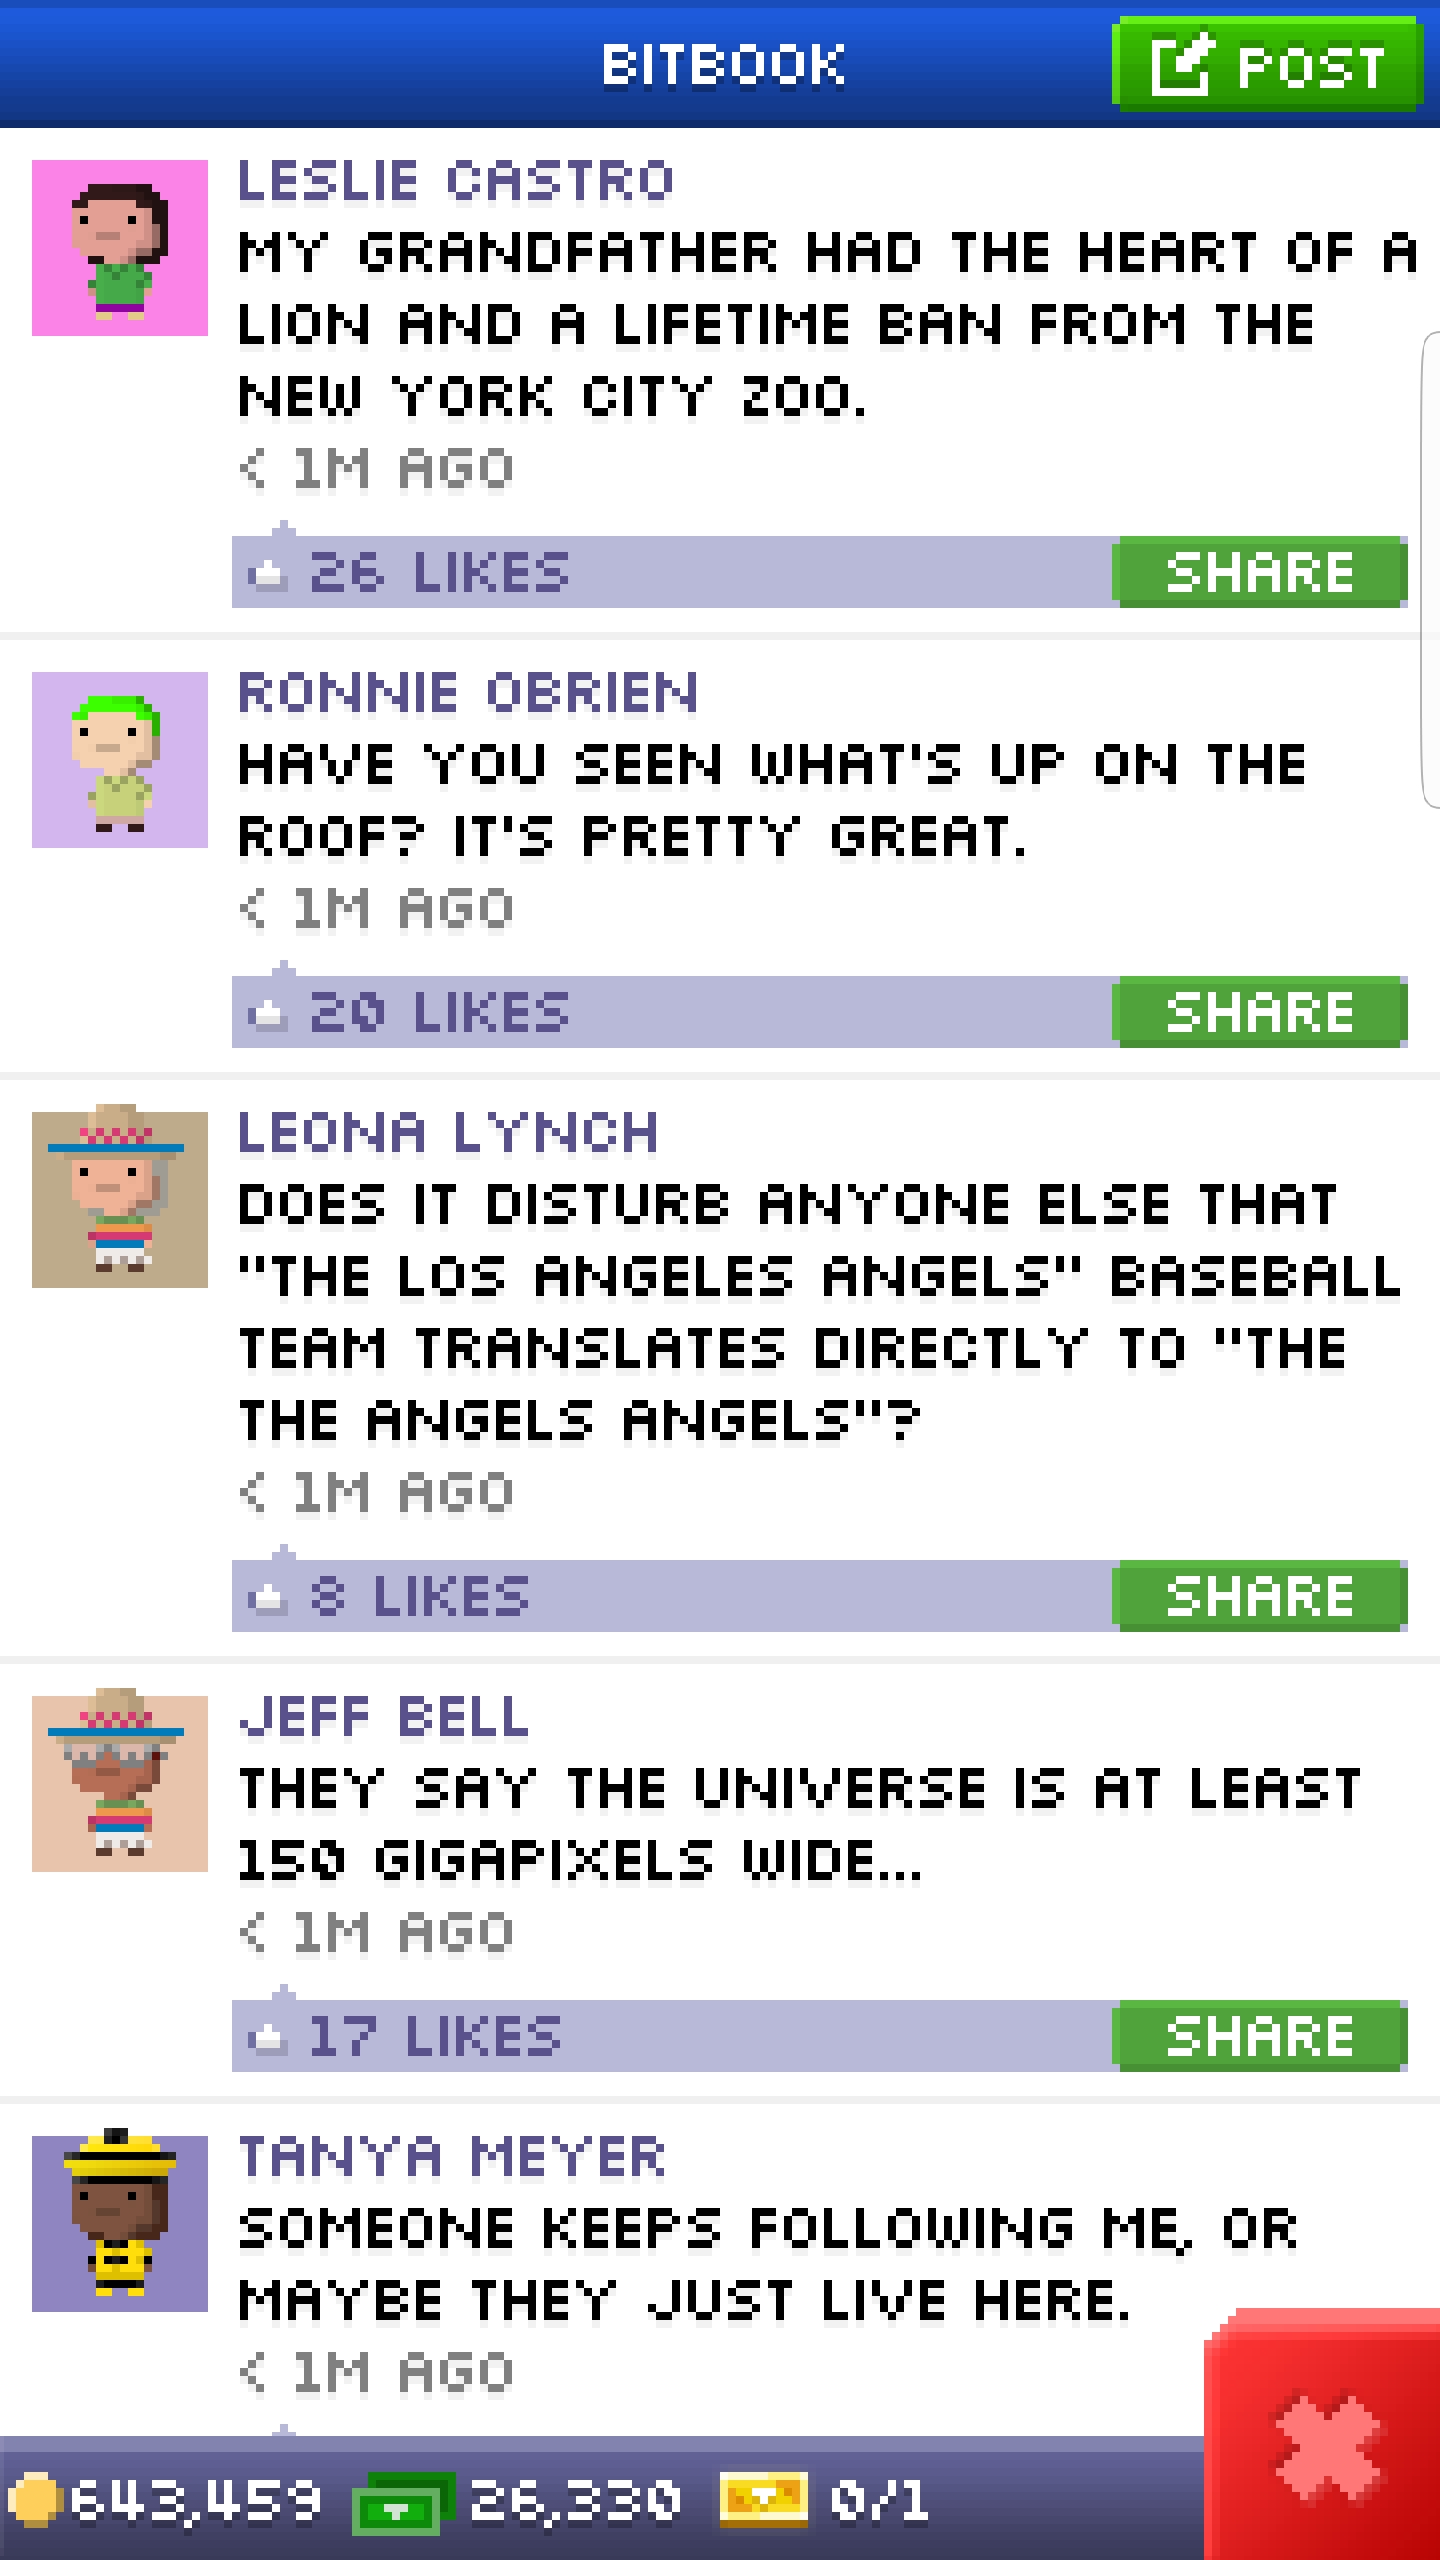 BITBOOK
POST
LESLIE CASTRO
MY GRANDFATHER HAD THE HEART OF A
LION AND A LIFETIME BAN FROM THE
NEW YORK CITY ZOO.
< 1M AGO
26 LIKES
SHARE
RONNIE OBRIEN
HAVE YOU SEEN WHAT'S UP ON THE
ROOF? IT'S PRETTY GREAT.
< 1M AGO
20 LIKES
SHARE
LEONA LYNCH
DOES IT DISTURB ANYONE ELSE THAT
"THE LOS ANGELES ANGELS" BASEBALL
TEAM TRANSLATES DIRECTLY TO "THE
THE ANGELS ANGELS"?
< 1M AGO
8 LIKES
SHARE
JEFF BELL
THEY SAY THE UNIVERSE IS AT LEAST
150 GIGAPIXELS WIDE...
< 1M AGO
17 LIKES
SHARE
TANYA MEYER
SOMEONE KEEPS FOLLOWING ME, OR
MAYBE THEY JUST LIVE HERE.
< 1M AGO
643,459 26,330 0/1